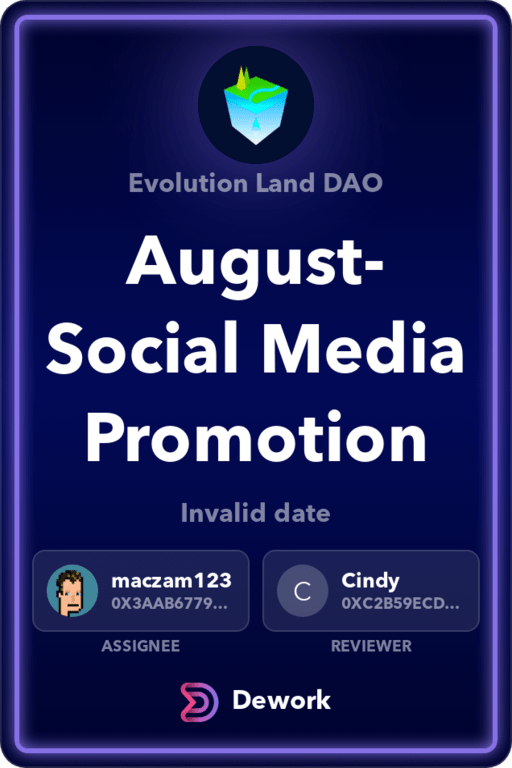 Evolution Land DAO
August-
Social Media
Promotion
Invalid date
maczam123
0X3AAB6779...
ASSIGNEE
C
Cindy
0XC2B59ECD...
REVIEWER
Dework